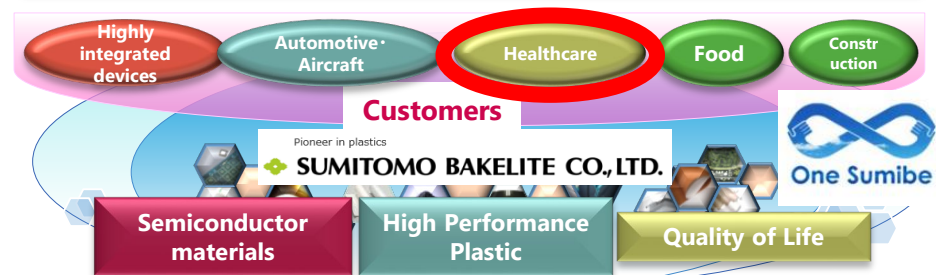 Highly
integrated
devices
Automotive・
Aircraft
Healthcare
Food
Constr
uction
Customers
Pioneer in plastics
SUMITOMO BAKELITE CO., LTD.
One Sumibe
Semiconductor
materials
High Performance
Plastic
Quality of Life